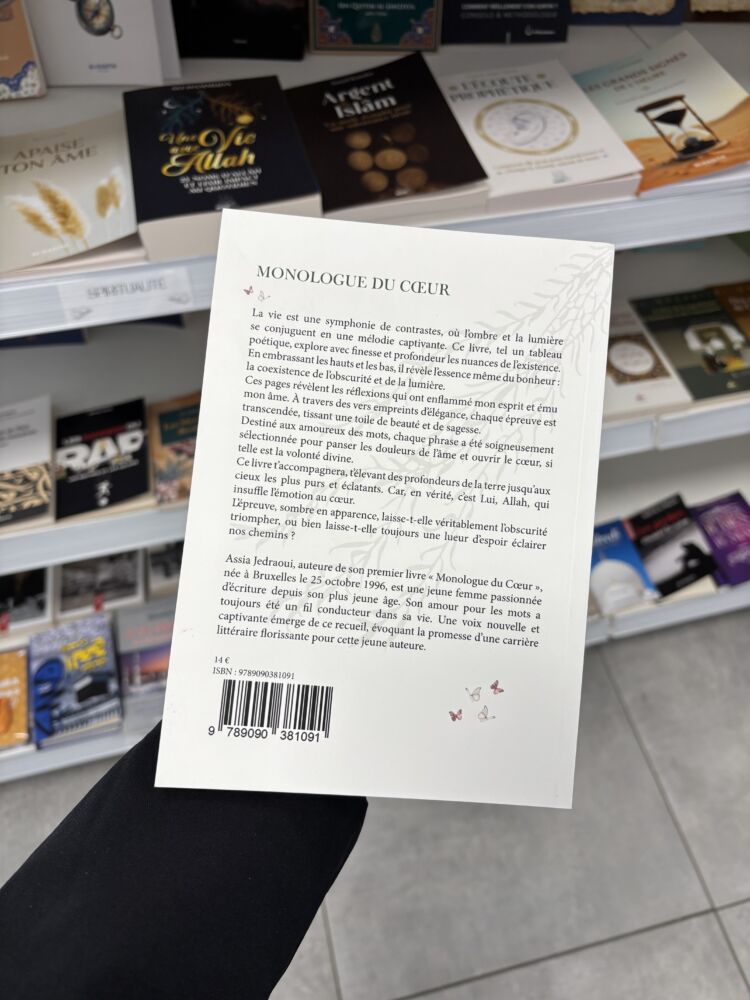 APAISE
TON ÂME
Une Vie
avec
Allah
Argent
Islâm
L'ÉCOUTE
PROPHÉTIQUE
LES GRANDS SIGNES
DE L'HEURE
SPIRITUALITÉ
RAP
MONOLOGUE DU CŒUR
La vie est une symphonie de contrastes, où l'ombre et la lumière
se conjuguent en une mélodie captivante. Ce livre, tel un tableau
poétique, explore avec finesse et profondeur les nuances de l'existence.
En embrassant les hauts et les bas, il révèle l'essence même du bonheur :
la coexistence de l'obscurité et de la lumière.
Ces pages révèlent les réflexions qui ont enflammé mon esprit et ému
mon âme. À travers des vers empreints d'élégance, chaque épreuve est
transcendée, tissant une toile de beauté et de sagesse.
Destiné aux amoureux des mots, chaque phrase a été soigneusement
sélectionnée pour panser les douleurs de l'âme et ouvrir le cœur, si
telle est la volonté divine.
Ce livre t'accompagnera, t'élevant des profondeurs de la terre jusqu'aux
cieux les plus purs et éclatants. Car, en vérité, c'est Lui, Allah, qui
insuffle l'émotion au cœur.
L'épreuve, sombre en apparence, laisse-t-elle véritablement l'obscurité
triompher, ou bien laisse-t-elle toujours une lueur d'espoir éclairer
nos chemins ?
Assia Jedraoui, auteure de son premier livre « Monologue du Cœur »,
née à Bruxelles le 25 octobre 1996, est une jeune femme passionnée
d'écriture depuis son plus jeune âge. Son amour pour les mots a
toujours été un fil conducteur dans sa vie. Une voix nouvelle et
captivante émerge de ce recueil, évoquant la promesse d'une carrière
littéraire florissante pour cette jeune auteure.
14 €
ISBN : 9789090381091
9 789090 381091